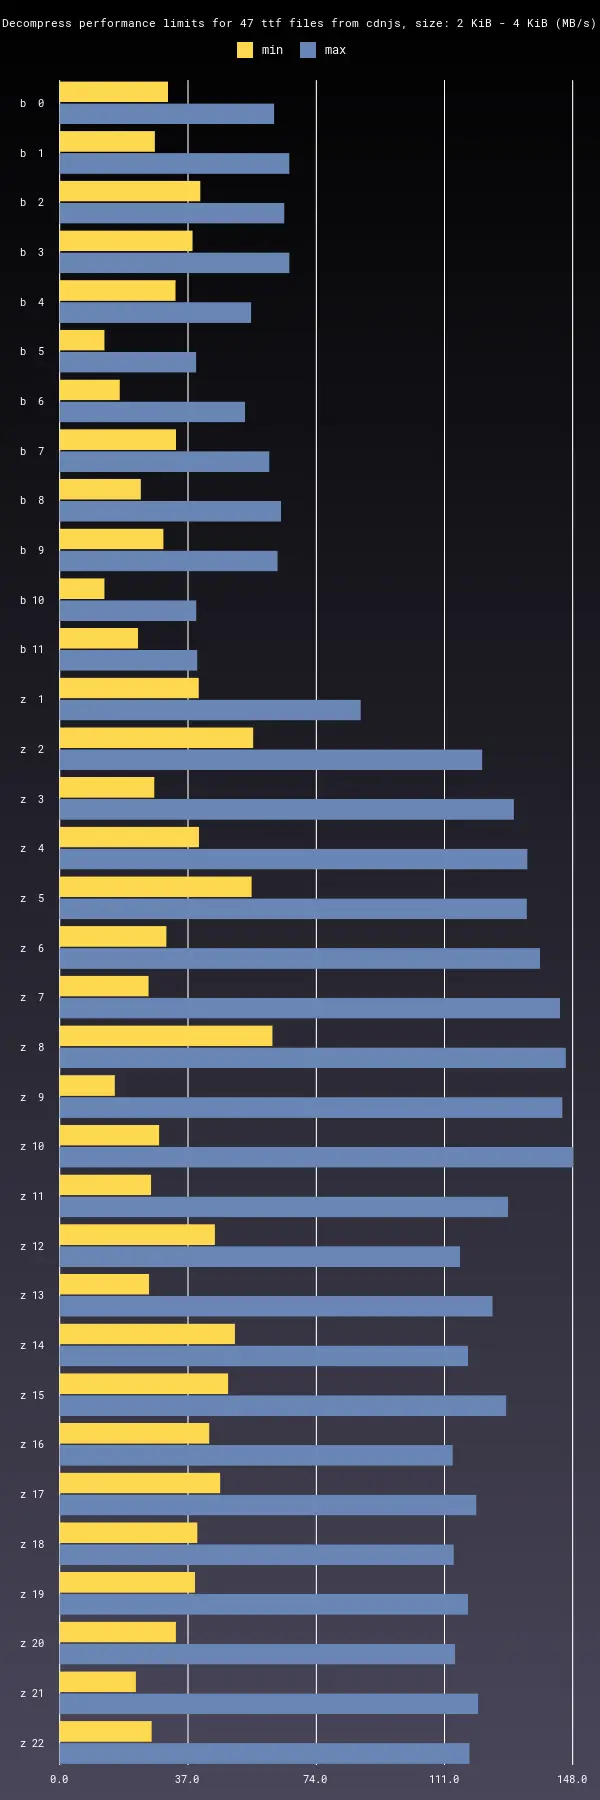 Decompress performance limits for 47 ttf files from cdnjs, size: 2 KiB - 4 KiB (MB/s)
min max
b 0
b 1
b 2
b 3
b 4
b 5
b 6
b 7
b 8
b 9
b 10
b 11
z 1
z 2
z 3
z 4
z 5
z 6
z 7
z 8
z 9
z 10
z 11
z 12
z 13
z 14
z 15
z 16
z 17
z 18
z 19
z 20
z 21
z 22
0.0 37.0 74.0 111.0 148.0